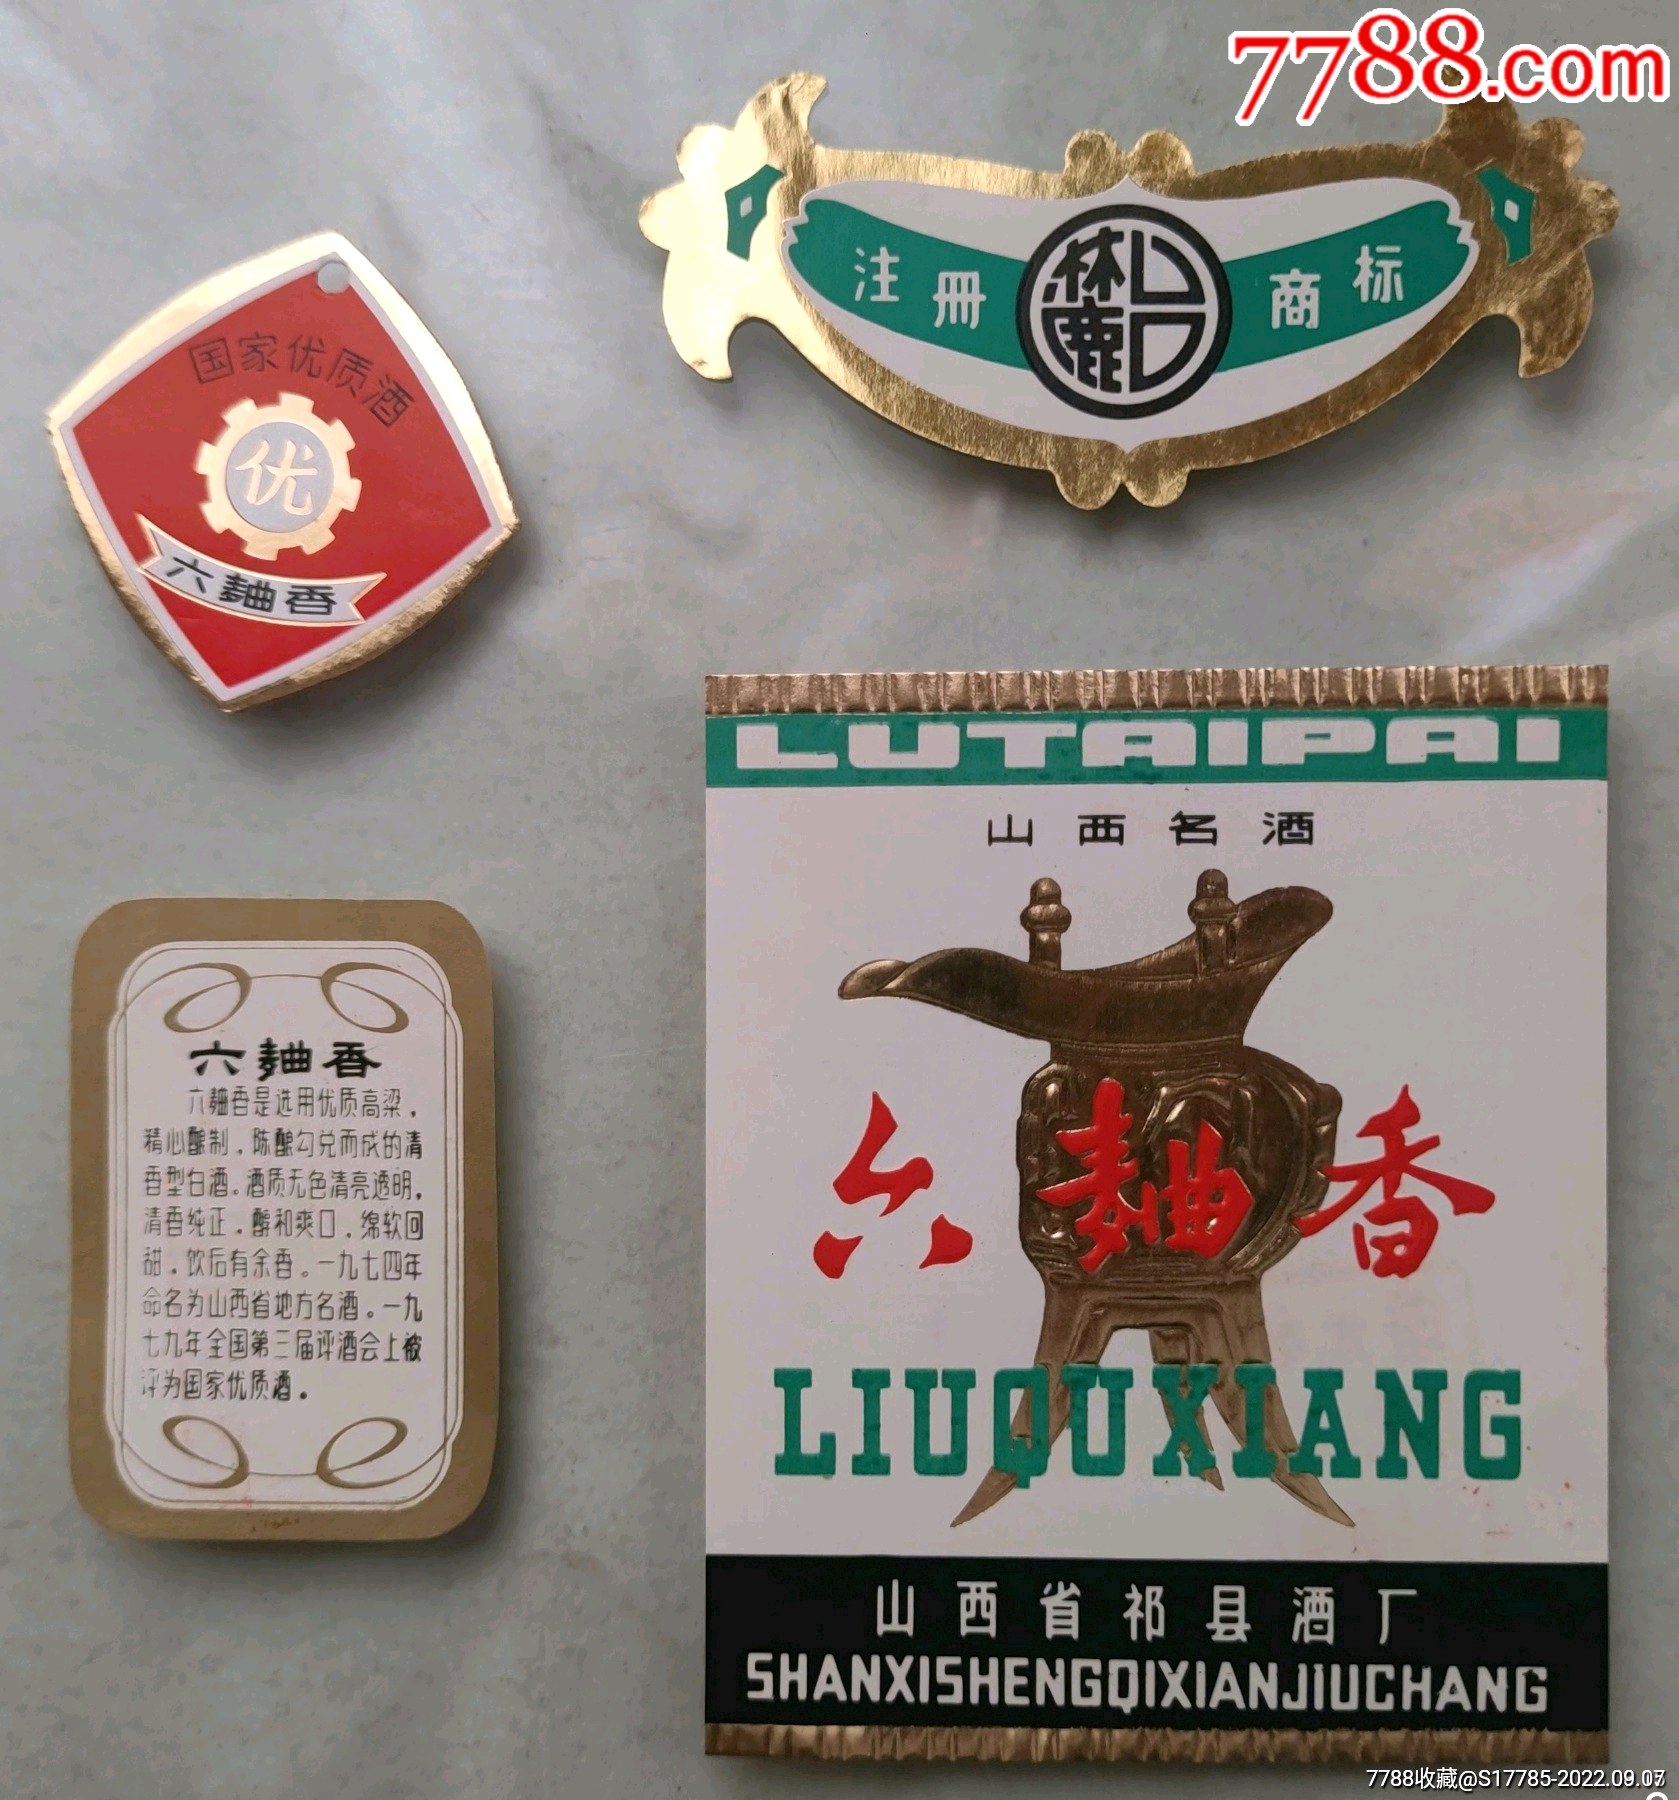 7788.com
注册商标
国家优质酒
优
六麯香
LUTAIPAI
山西名酒
六麯香
LIUQUXIANG
山西省祁县酒厂
SHANXISHENGQIXIANJIUCHANG
六麯香
六麯香是选用优质高粱，
精心酿制，陈酿勾兑而成的清
香型白酒。酒质无色清亮透明，
清香纯正，醇和爽口，绵软回
甜，饮后有余香。一九七四年
命名为山西省地方名酒。一九
七九年全国第三届评酒会上被
评为国家优质酒。
7788收藏@S17785-2022.09.07